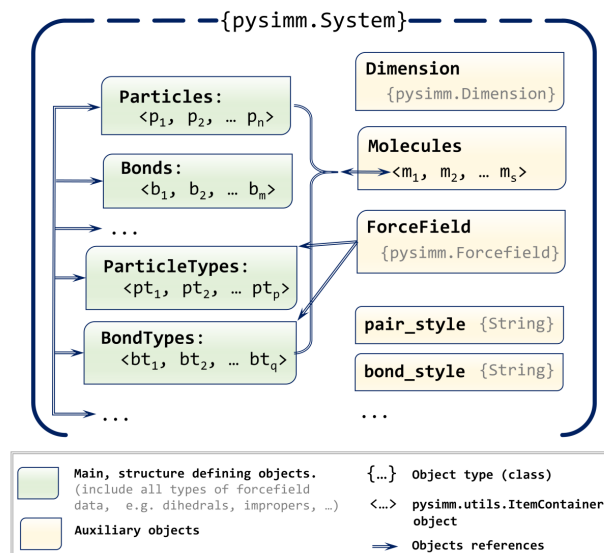 {pysimm.System}
Particles:
<p1, p2, … pn>
Bonds:
<b1, b2, … bm>
...
ParticleTypes:
<pt1, pt2, … ptp>
BondTypes:
<bt1, bt2, … btq>
...
Dimension
{pysimm.Dimension}
Molecules
<m1, m2, … ms>
ForceField
{pysimm.Forcefield}
pair_style {String}
bond_style {String}
...
Main, structure defining objects.
(include all types of forcefield
data, e.g. dihedrals, impropers, …)
Auxiliary objects
{…} Object type (class)
<…> pysimm.utils.ItemContainer
object
Objects references